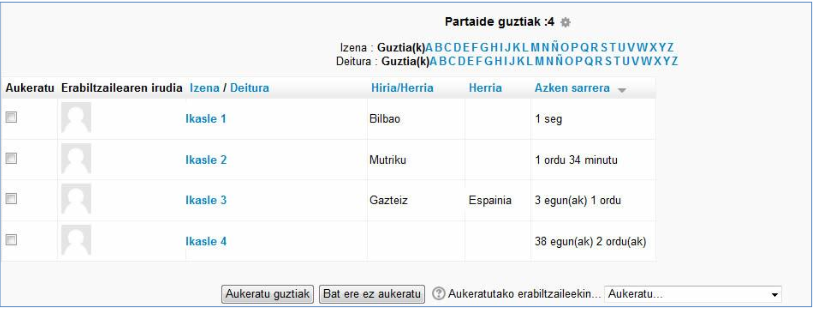 Partaide guztiak :4
Izena : Guztia(k)ABCDEFGHIJKLMNÑOPQRSTUVWXYZ
Deitura : Guztia(k)ABCDEFGHIJKLMNÑOPQRSTUVWXYZ
Aukeratu Erabiltzailearen irudia Izena / Deitura Hiria/Herria Herria Azken sarrera
Ikasle 1 Bilbao 1 seg
Ikasle 2 Mutriku 1 ordu 34 minutu
Ikasle 3 Gazteiz Espainia 3 egun(ak) 1 ordu
Ikasle 4 38 egun(ak) 2 ordu(ak)
Aukeratu guztiak Bat ere ez aukeratu ? Aukeratutako erabiltzaileekin... Aukeratu...